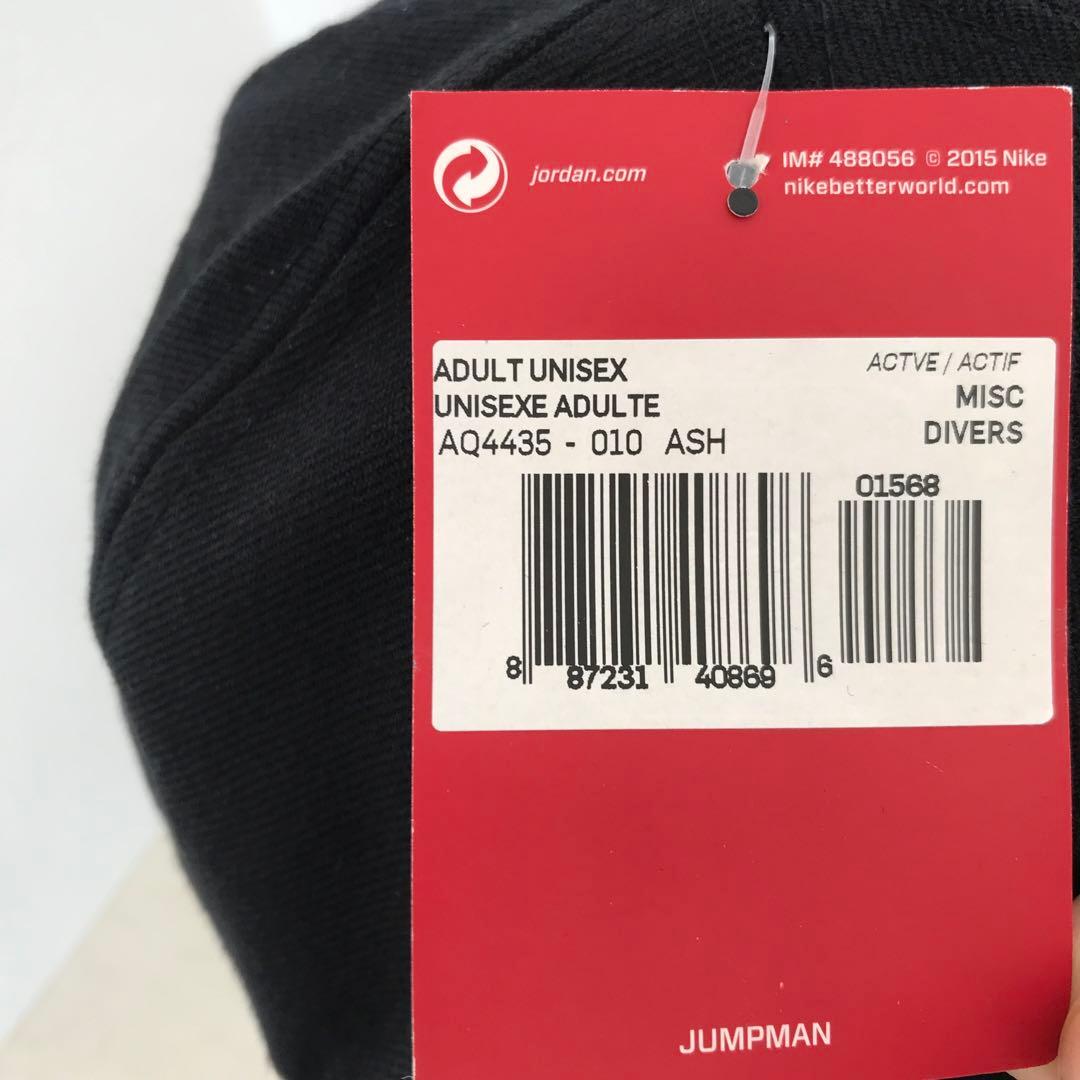 jordan.com
IM# 488056 © 2015 Nike
nikebetterworld.com
ADULT UNISEX
UNISEXE ADULTE
AQ4435 - 010 ASH
ACTVE / ACTIF
MISC
DIVERS
01568
8 87231 40869 6
JUMPMAN